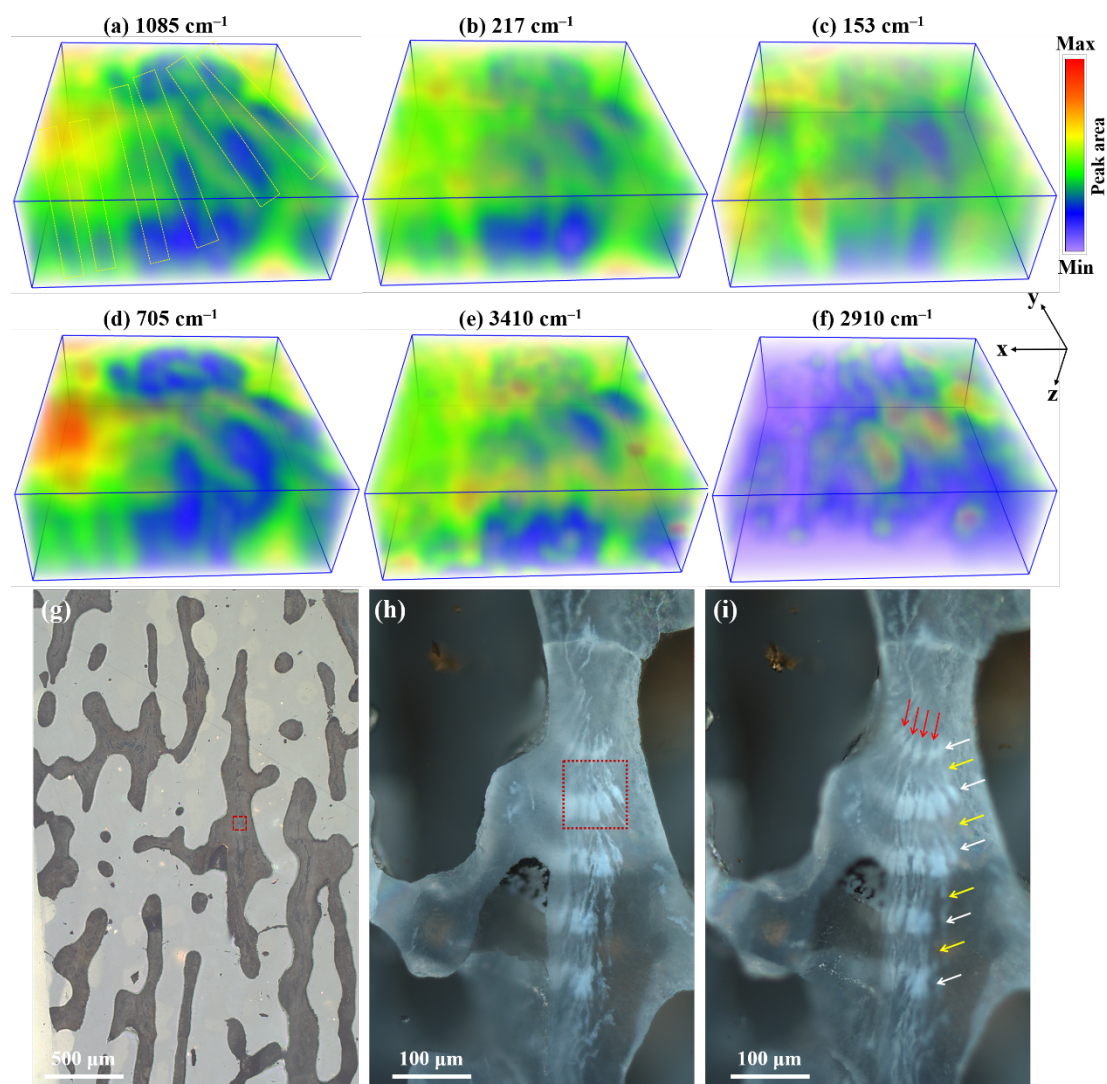 (a) 1085 cm⁻¹
(b) 217 cm⁻¹
(c) 153 cm⁻¹
Max
Peak area
Min
(d) 705 cm⁻¹
(e) 3410 cm⁻¹
(f) 2910 cm⁻¹
y
x
z
(g)
(h)
(i)
500 μm
100 μm
100 μm